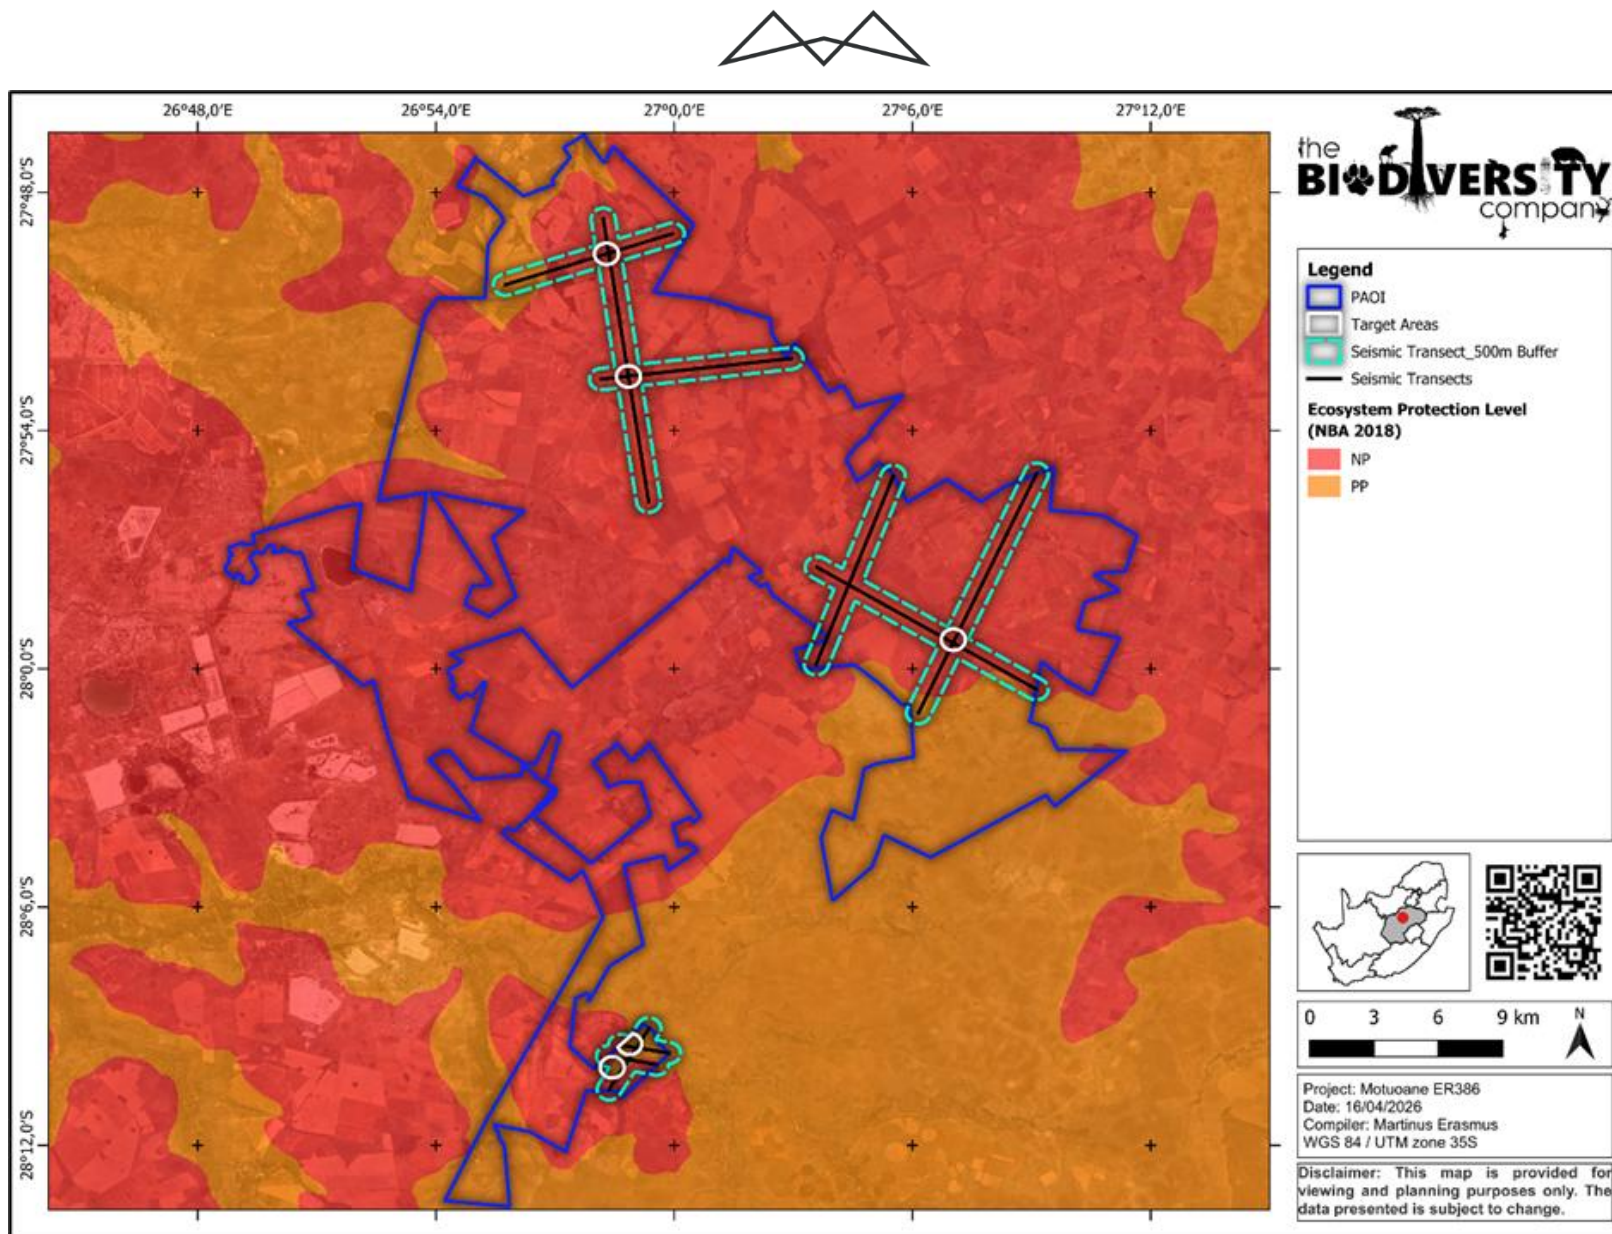 26°48,0'E 26°54,0'E 27°0,0'E 27°6,0'E 27°12,0'E
27°48,0'S
27°54,0'S
28°0,0'S
28°6,0'S
28°12,0'S
the
BIODIVERSITY
company
Legend
PAOI
Target Areas
Seismic Transect_500m Buffer
Seismic Transects
Ecosystem Protection Level
(NBA 2018)
NP
PP
0 3 6 9 km
N
Project: Motuoane ER386
Date: 16/04/2026
Compiler: Martinus Erasmus
WGS 84 / UTM zone 35S
Disclaimer: This map is provided for
viewing and planning purposes only. The
data presented is subject to change.